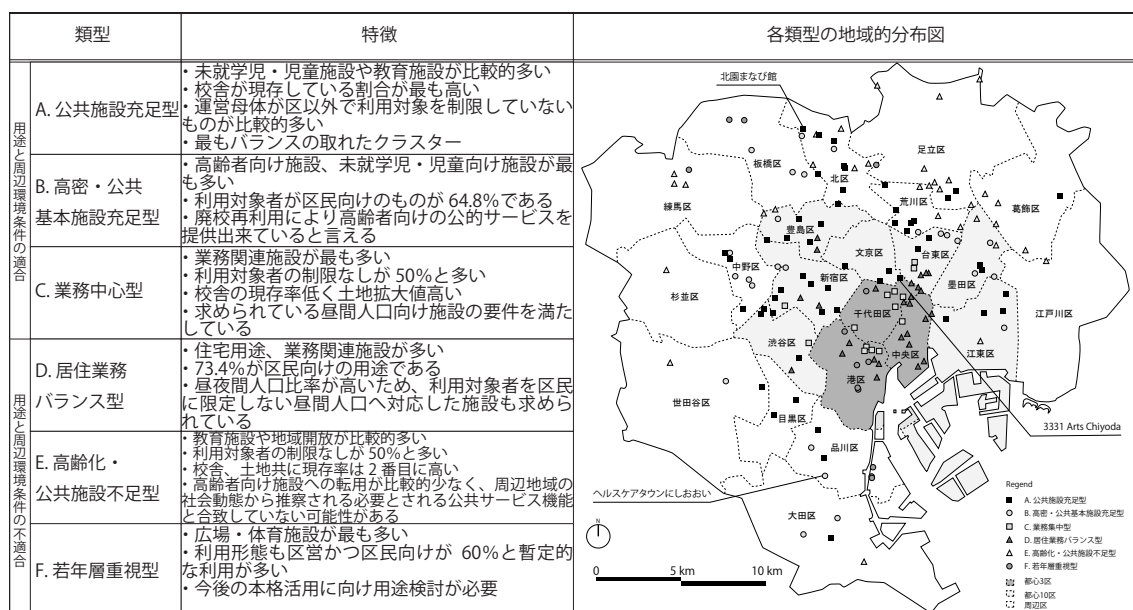 類型
特徴
各類型の地域的分布図
用途と周辺環境条件の適合
A. 公共施設充足型
・未就学児・児童施設や教育施設が比較的多い
・校舎が現存している割合が最も高い
・運営母体が区以外で利用対象を制限していない
ものが比較的多い
・最もバランスの取れたクラスター
B. 高密・公共
基本施設充足型
・高齢者向け施設、未就学児・児童向け施設が最
も多い
・利用対象者が区民向けのものが 64.8%である
・廃校再利用により高齢者向けの公的サービスを
提供出来ていると言える
C. 業務中心型
・業務関連施設が最も多い
・利用対象者の制限なしが 50%と多い
・校舎の現存率低く土地拡大値高い
・求められている昼間人口向け施設の要件を満た
している
用途と周辺環境条件の不適合
D. 居住業務
バランス型
・住宅用途、業務関連施設が多い
・73.4%が区民向けの用途である
・昼夜間人口比率が高いため、利用対象者を区民
に限定しない昼間人口へ対応した施設も求めら
れている
E. 高齢化・
公共施設不足型
・教育施設や地域開放が比較的多い
・利用対象者の制限なしが 50%と多い
・校舎、土地共に現存率は 2 番目に高い
・高齢者向け施設への転用が比較的少なく、周辺地域の
社会動態から推察される必要とされる公共サービス機能
と合致していない可能性がある
F. 若年層重視型
・広場・体育施設が最も多い
・利用形態も区営かつ区民向けが 60%と暫定的
な利用が多い
・今後の本格活用に向け用途検討が必要
北園まなび館
足立区
板橋区
北区
荒川区
葛飾区
練馬区
豊島区
文京区
台東区
中野区
新宿区
墨田区
杉並区
千代田区
江戸川区
渋谷区
中央区
江東区
港区
世田谷区
目黒区
品川区
3331 Arts Chiyoda
ヘルスケアタウンにしおおい
大田区
N
0
5 km
10 km
Regend
A. 公共施設充足型
B. 高密・公共基本施設充足型
C. 業務集中型
D. 居住業務バランス型
E. 高齢化・公共施設不足型
F. 若年層重視型
都心3区
都心10区
周辺区